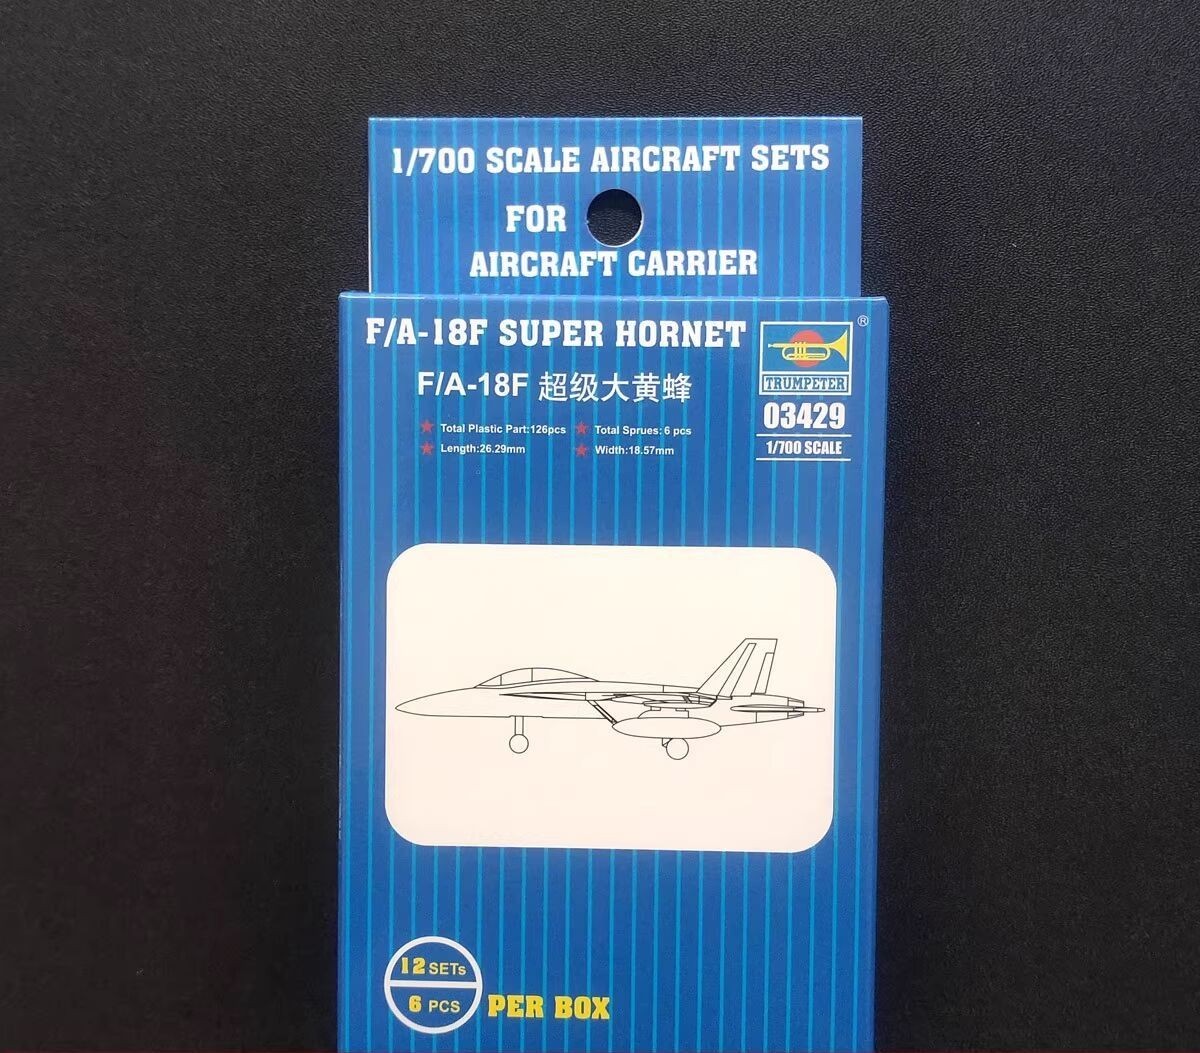 1/700 SCALE AIRCRAFT SETS
FOR
AIRCRAFT CARRIER
F/A-18F SUPER HORNET
®
F/A-18F 超级大黄蜂
TRUMPETER
03429
1/700 SCALE
★ Total Plastic Part:126pcs ★ Total Sprues: 6 pcs
★ Length:26.29mm ★ Width:18.57mm
12 SETs
6 PCS
PER BOX